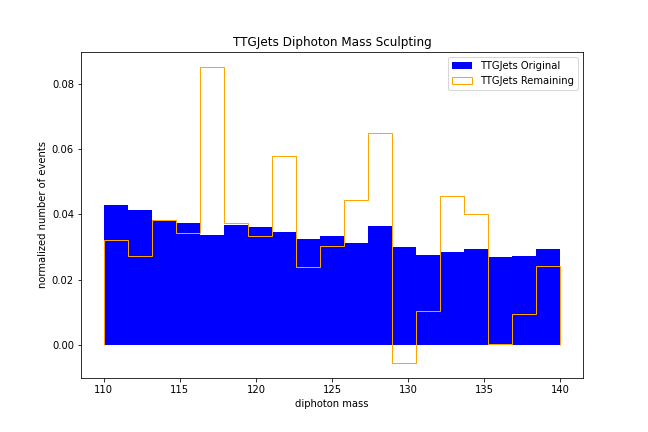 TTGJets Diphoton Mass Sculpting
TTGJets Original
TTGJets Remaining
normalized number of events
0.08
0.06
0.04
0.02
0.00
110
115
120
125
130
135
140
diphoton mass